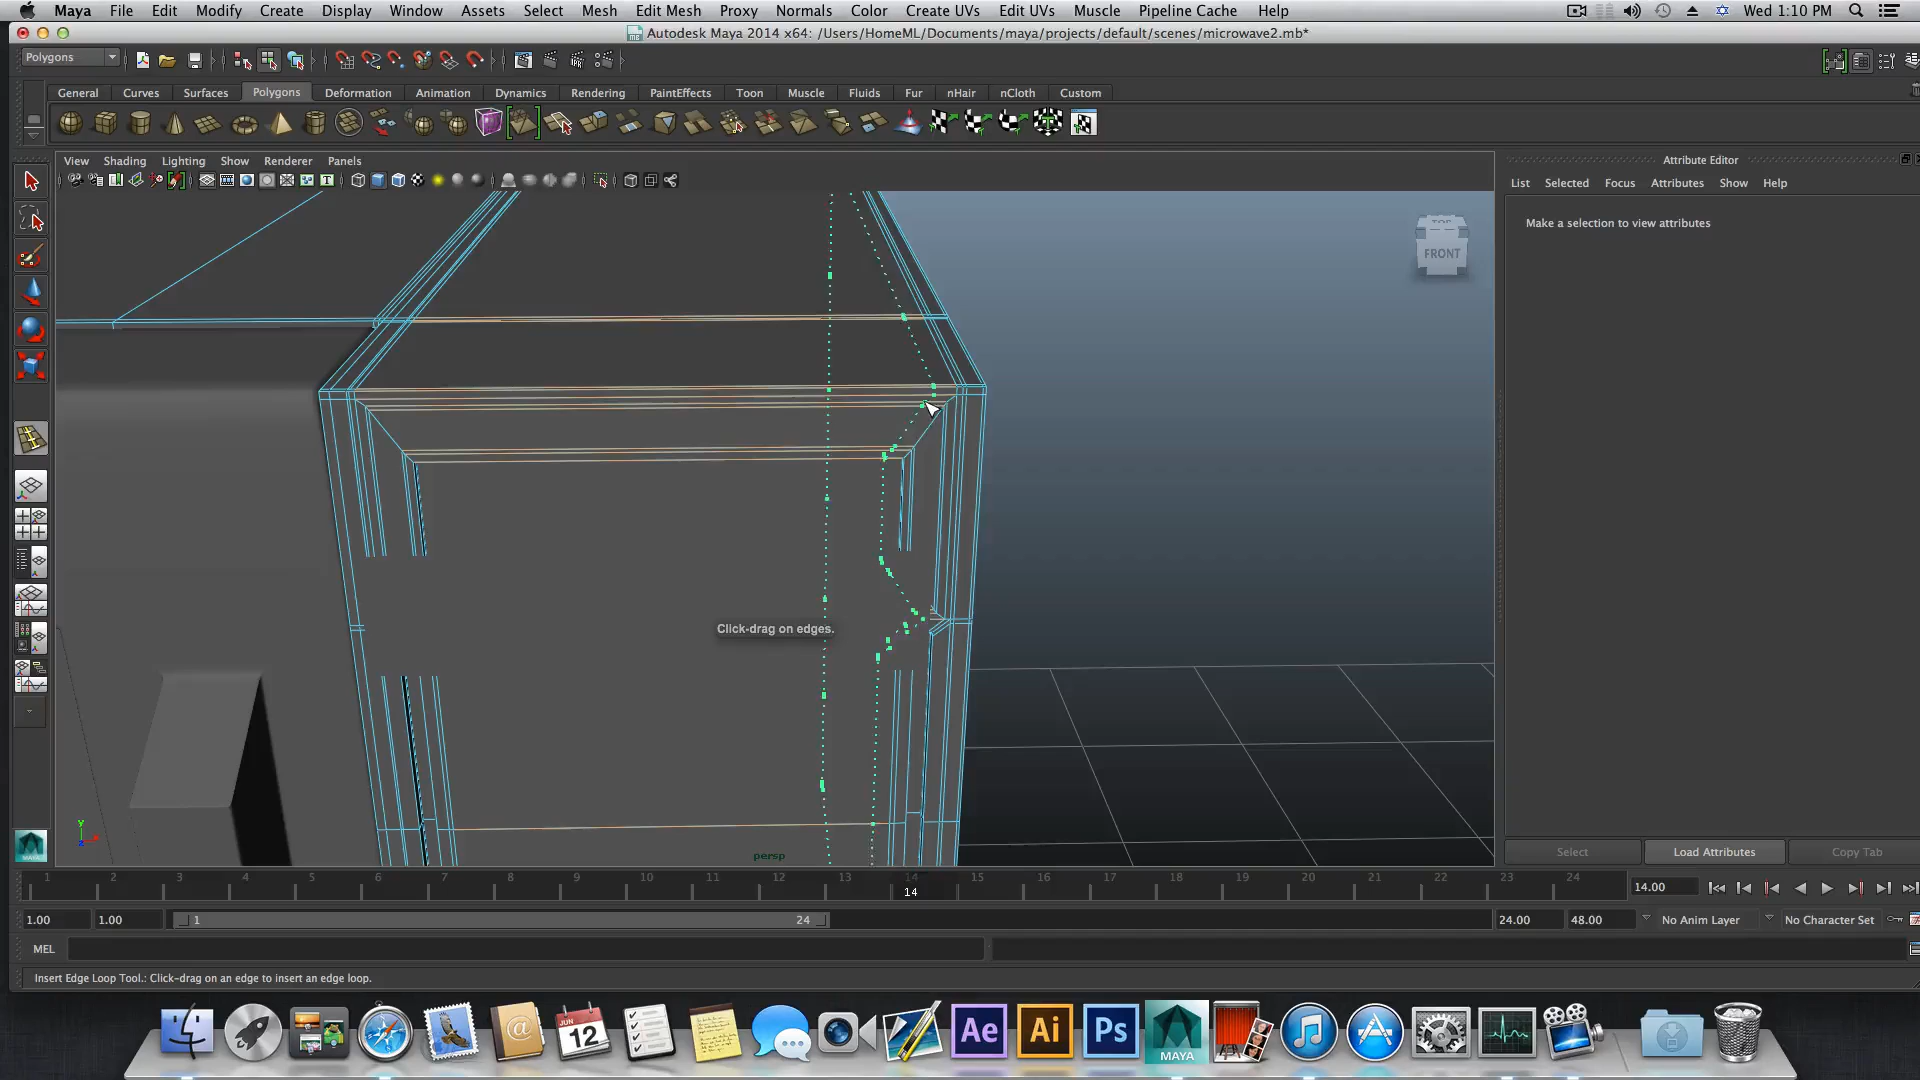 Maya File Edit Modify Create Display Window Assets Select Mesh Edit Mesh Proxy Normals Color Create UVs Edit UVs Muscle Pipeline Cache Help Wed 1:10 PM
Autodesk Maya 2014 x64: /Users/HomeML/Documents/maya/projects/default/scenes/microwave2.mb*
Polygons
General Curves Surfaces Polygons Deformation Animation Dynamics Rendering PaintEffects Toon Muscle Fluids Fur nHair nCloth Custom
View Shading Lighting Show Renderer Panels
Attribute Editor
List Selected Focus Attributes Show Help
Make a selection to view attributes
TOP
FRONT
Click-drag on edges.
y
persp
MAYA
Select Load Attributes Copy Tab
1 2 3 4 5 6 7 8 9 10 11 12 13 14 15 16 17 18 19 20 21 22 23 24
14
14.00
1.00 1.00 1 24 24.00 48.00 No Anim Layer No Character Set
MEL
Insert Edge Loop Tool.: Click-drag on an edge to insert an edge loop.
JUN
12
Ae Ai Ps
MAYA